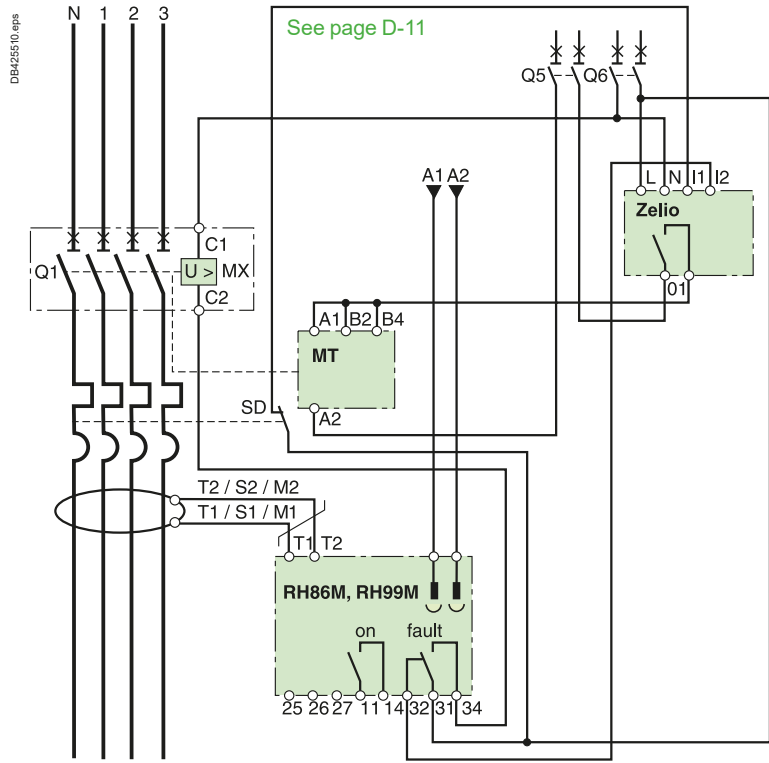 DB425510.eps
N 1 2 3
See page D-11
Q5 Q6
A1 A2
L N I1 I2
Zelio
01
C1
Q1 U > MX
C2
A1 B2 B4
MT
SD
A2
T2 / S2 / M2
T1 / S1 / M1
T1 T2
RH86M, RH99M
on fault
25 26 27 11 14 32 31 34